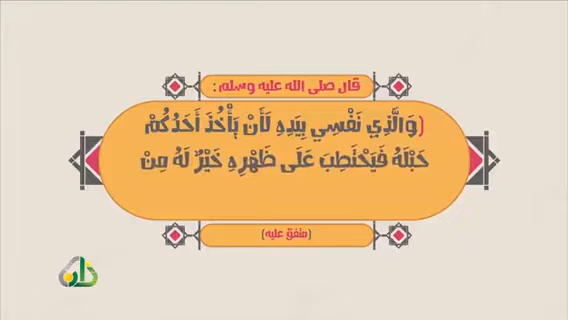 قال صلى الله عليه وسلم :
(وَالَّذِي نَفْسِي بِيَدِهِ لَأَنْ يَأْخُذَ أَحَدُكُمْ
حَبْلَهُ فَيَحْتَطِبَ عَلَى ظَهْرِهِ خَيْرٌ لَهُ مِنْ
(متفق عليه)